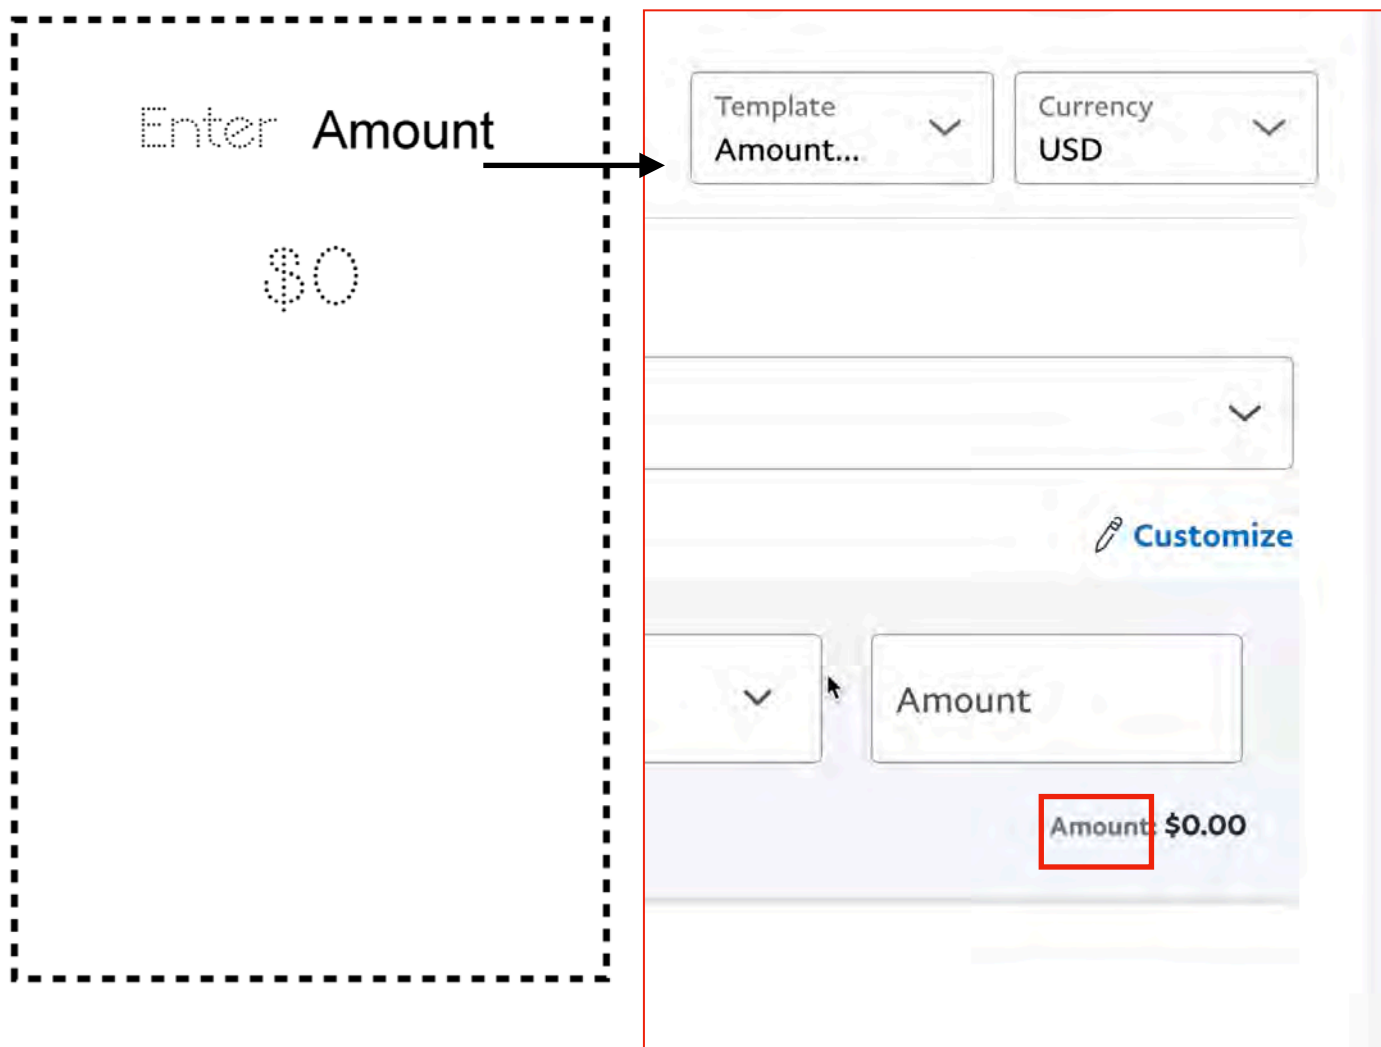 Enter Amount
$0
Template
Amount...
Currency
USD
Customize
Amount
Amount: $0.00